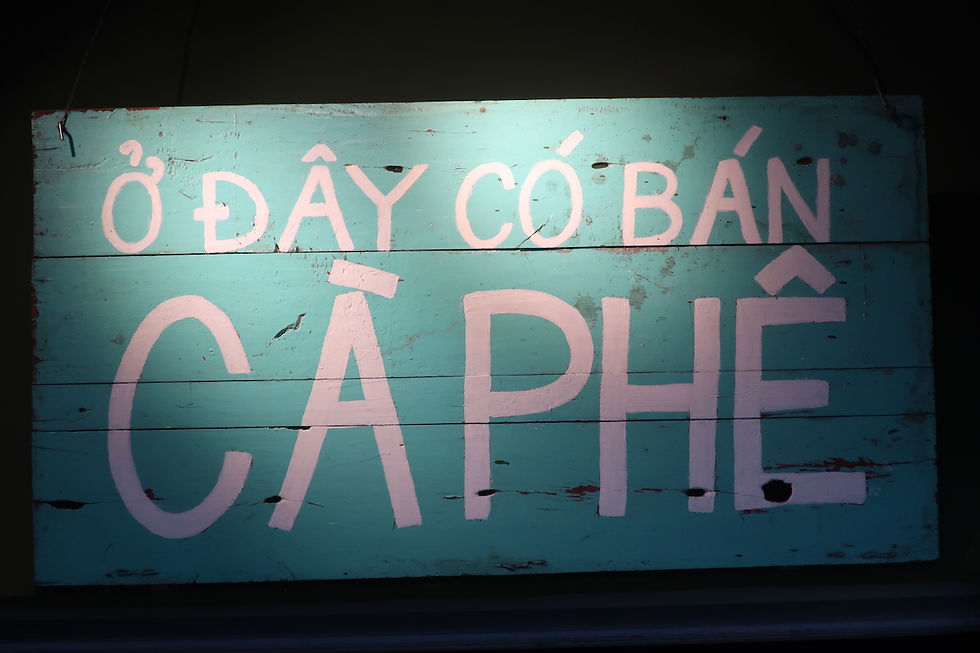 Ở ĐÂY CÓ BÁN
CÀ PHÊ